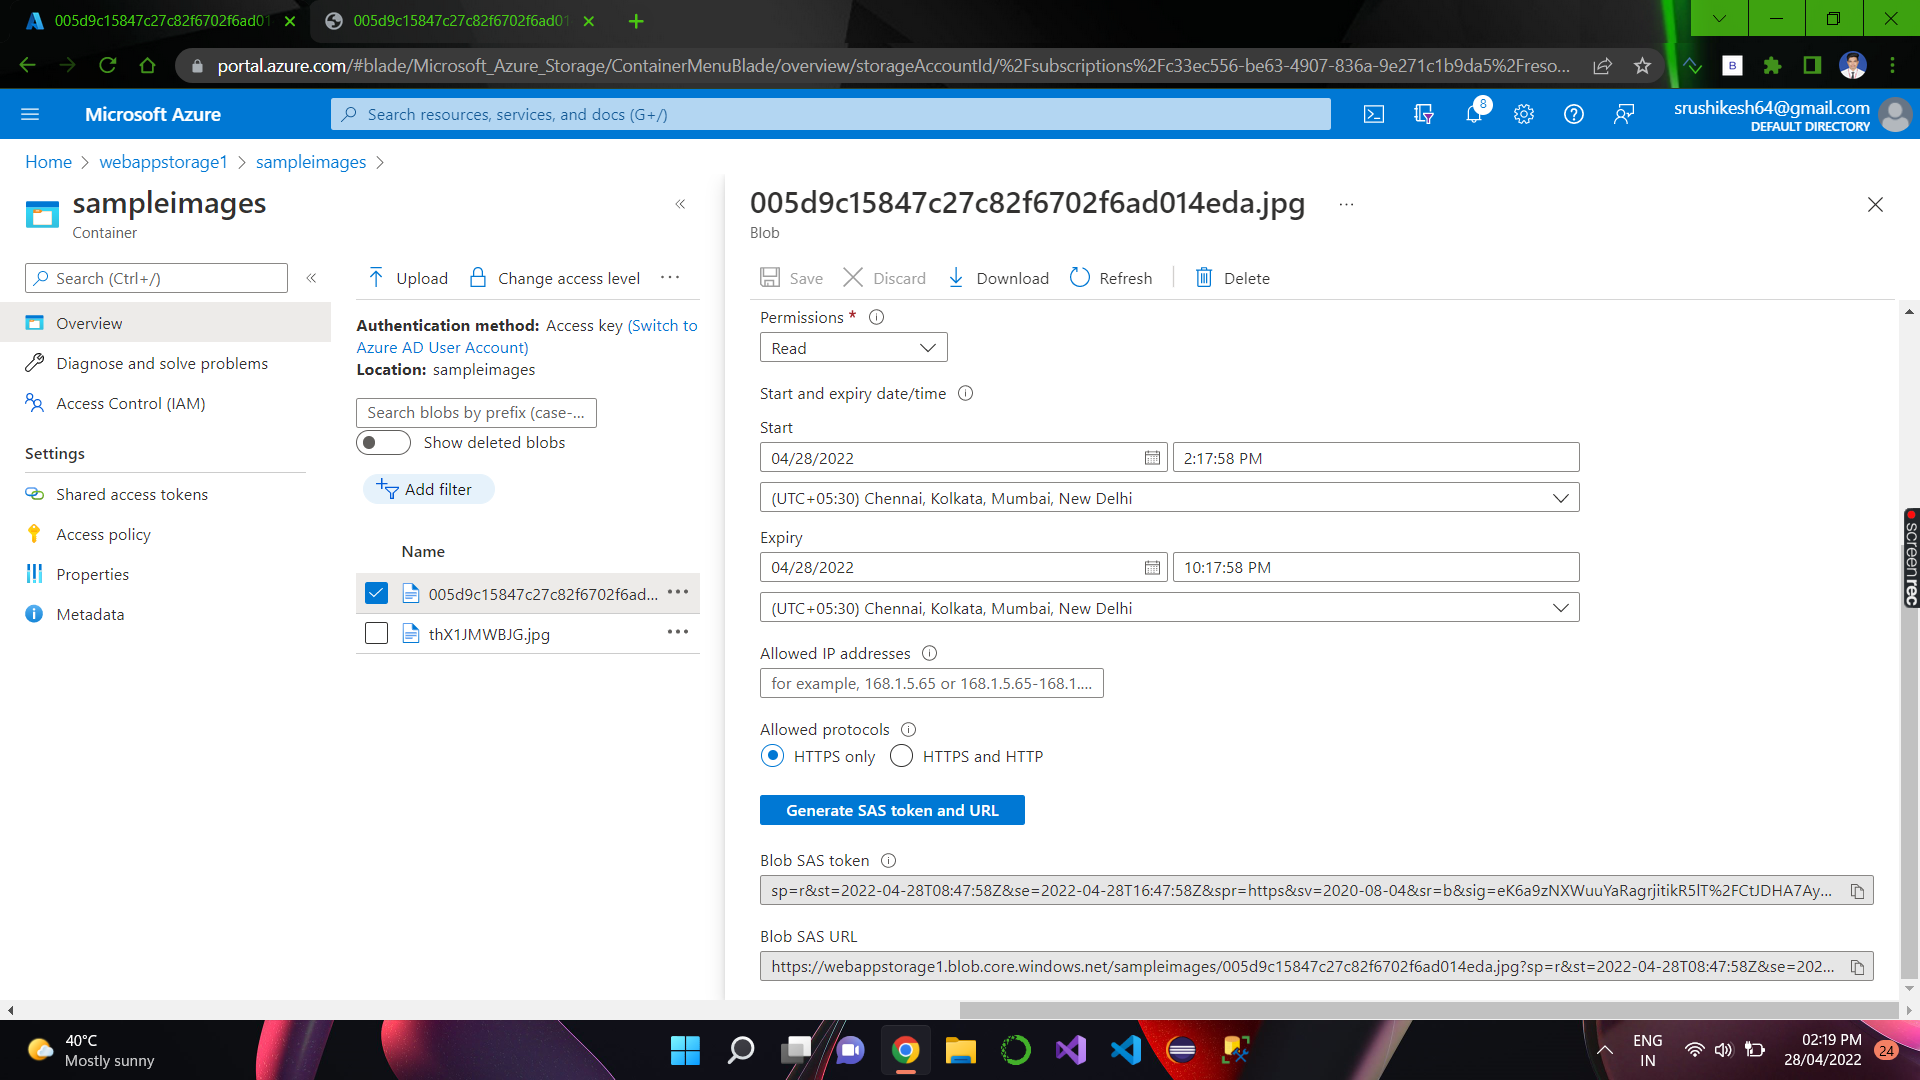 005d9c15847c27c82f6702f6ad01
005d9c15847c27c82f6702f6ad01
portal.azure.com/#blade/Microsoft_Azure_Storage/ContainerMenuBlade/overview/storageAccountId/%2Fsubscriptions%2Fc33ec556-be63-4907-836a-9e271c1b9da5%2Freso...
B
Microsoft Azure
Search resources, services, and docs (G+/)
8
srushikesh64@gmail.com
DEFAULT DIRECTORY
Home > webappstorage1 > sampleimages >
sampleimages
Container
Search (Ctrl+/)
Overview
Diagnose and solve problems
Access Control (IAM)
Settings
Shared access tokens
Access policy
Properties
Metadata
Upload
Change access level
...
Authentication method: Access key (Switch to
Azure AD User Account)
Location: sampleimages
Search blobs by prefix (case-...
Show deleted blobs
Add filter
Name
005d9c15847c27c82f6702f6ad...
thX1JMWBJG.jpg
005d9c15847c27c82f6702f6ad014eda.jpg
...
Blob
Save
Discard
Download
Refresh
Delete
Permissions *
Read
Start and expiry date/time
Start
04/28/2022
2:17:58 PM
(UTC+05:30) Chennai, Kolkata, Mumbai, New Delhi
Expiry
04/28/2022
10:17:58 PM
(UTC+05:30) Chennai, Kolkata, Mumbai, New Delhi
Allowed IP addresses
for example, 168.1.5.65 or 168.1.5.65-168.1....
Allowed protocols
HTTPS only
HTTPS and HTTP
Generate SAS token and URL
Blob SAS token
sp=r&st=2022-04-28T08:47:58Z&se=2022-04-28T16:47:58Z&spr=https&sv=2020-08-04&sr=b&sig=eK6a9zNXWuuYaRagrjitikR5lT%2FCtJDHA7Ay...
Blob SAS URL
https://webappstorage1.blob.core.windows.net/sampleimages/005d9c15847c27c82f6702f6ad014eda.jpg?sp=r&st=2022-04-28T08:47:58Z&se=202...
screenrec
40°C
Mostly sunny
ENG
IN
02:19 PM
28/04/2022
24